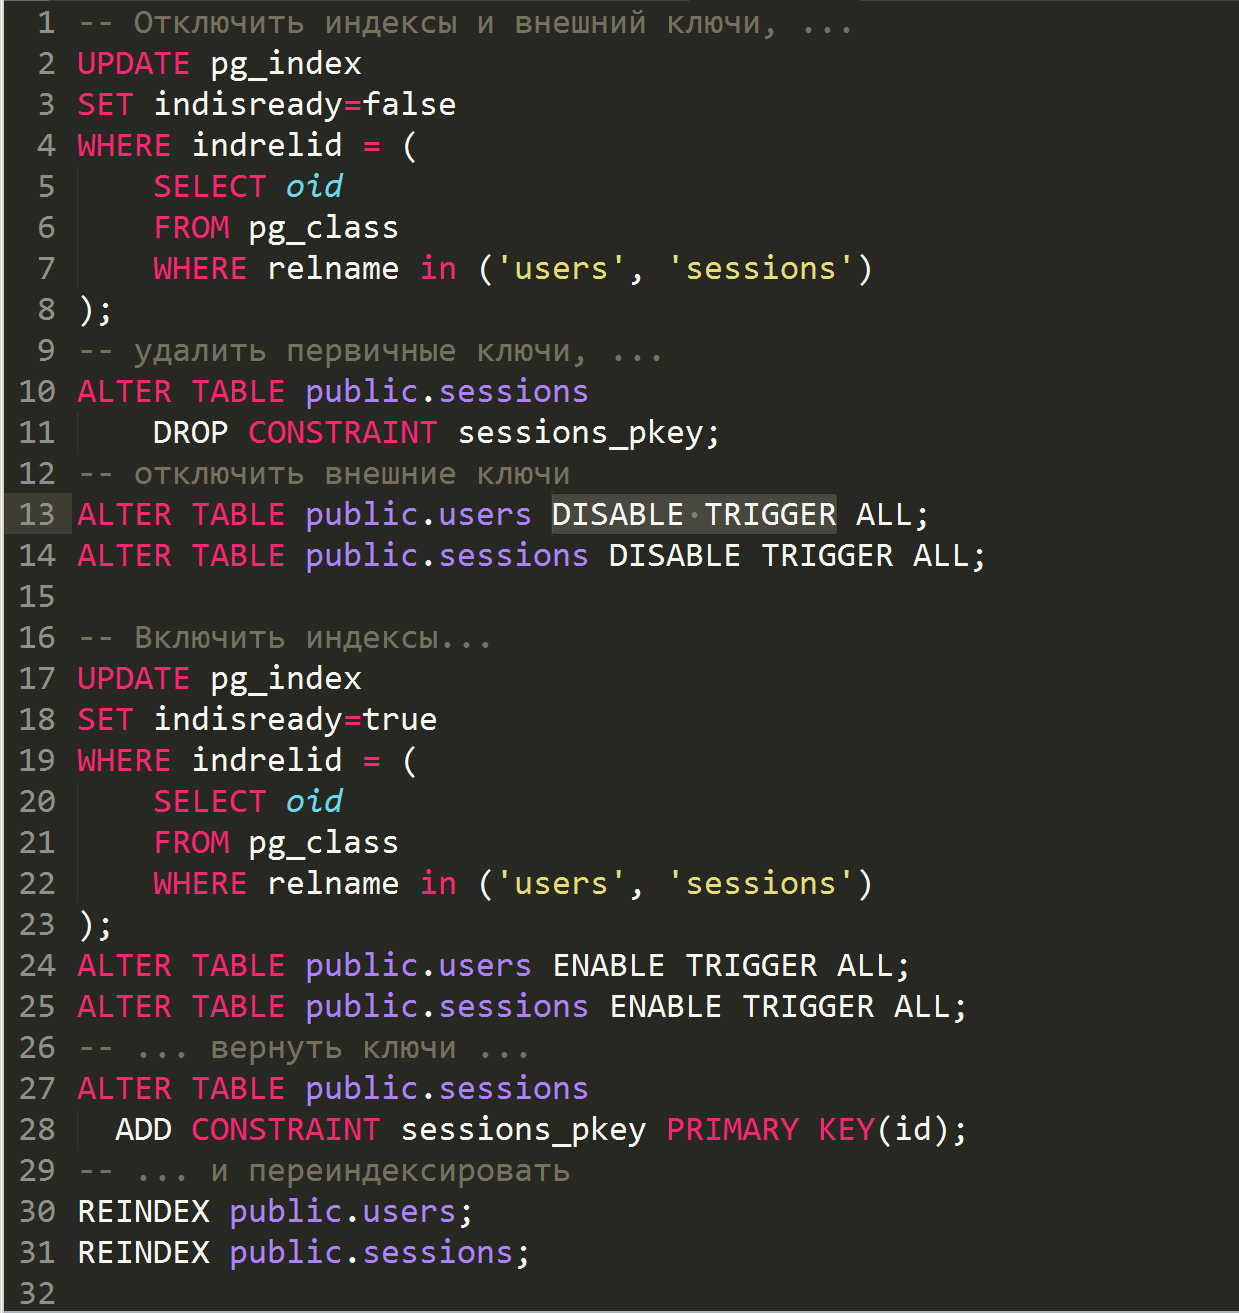 1 -- Отключить индексы и внешний ключи, ...
2 UPDATE pg_index
3 SET indisready=false
4 WHERE indrelid = (
5     SELECT oid
6     FROM pg_class
7     WHERE relname in ('users', 'sessions')
8 );
9 -- удалить первичные ключи, ...
10 ALTER TABLE public.sessions
11     DROP CONSTRAINT sessions_pkey;
12 -- отключить внешние ключи
13 ALTER TABLE public.users DISABLE·TRIGGER ALL;
14 ALTER TABLE public.sessions DISABLE TRIGGER ALL;
15
16 -- Включить индексы...
17 UPDATE pg_index
18 SET indisready=true
19 WHERE indrelid = (
20     SELECT oid
21     FROM pg_class
22     WHERE relname in ('users', 'sessions')
23 );
24 ALTER TABLE public.users ENABLE TRIGGER ALL;
25 ALTER TABLE public.sessions ENABLE TRIGGER ALL;
26 -- ... вернуть ключи ...
27 ALTER TABLE public.sessions
28   ADD CONSTRAINT sessions_pkey PRIMARY KEY(id);
29 -- ... и переиндексировать
30 REINDEX public.users;
31 REINDEX public.sessions;
32